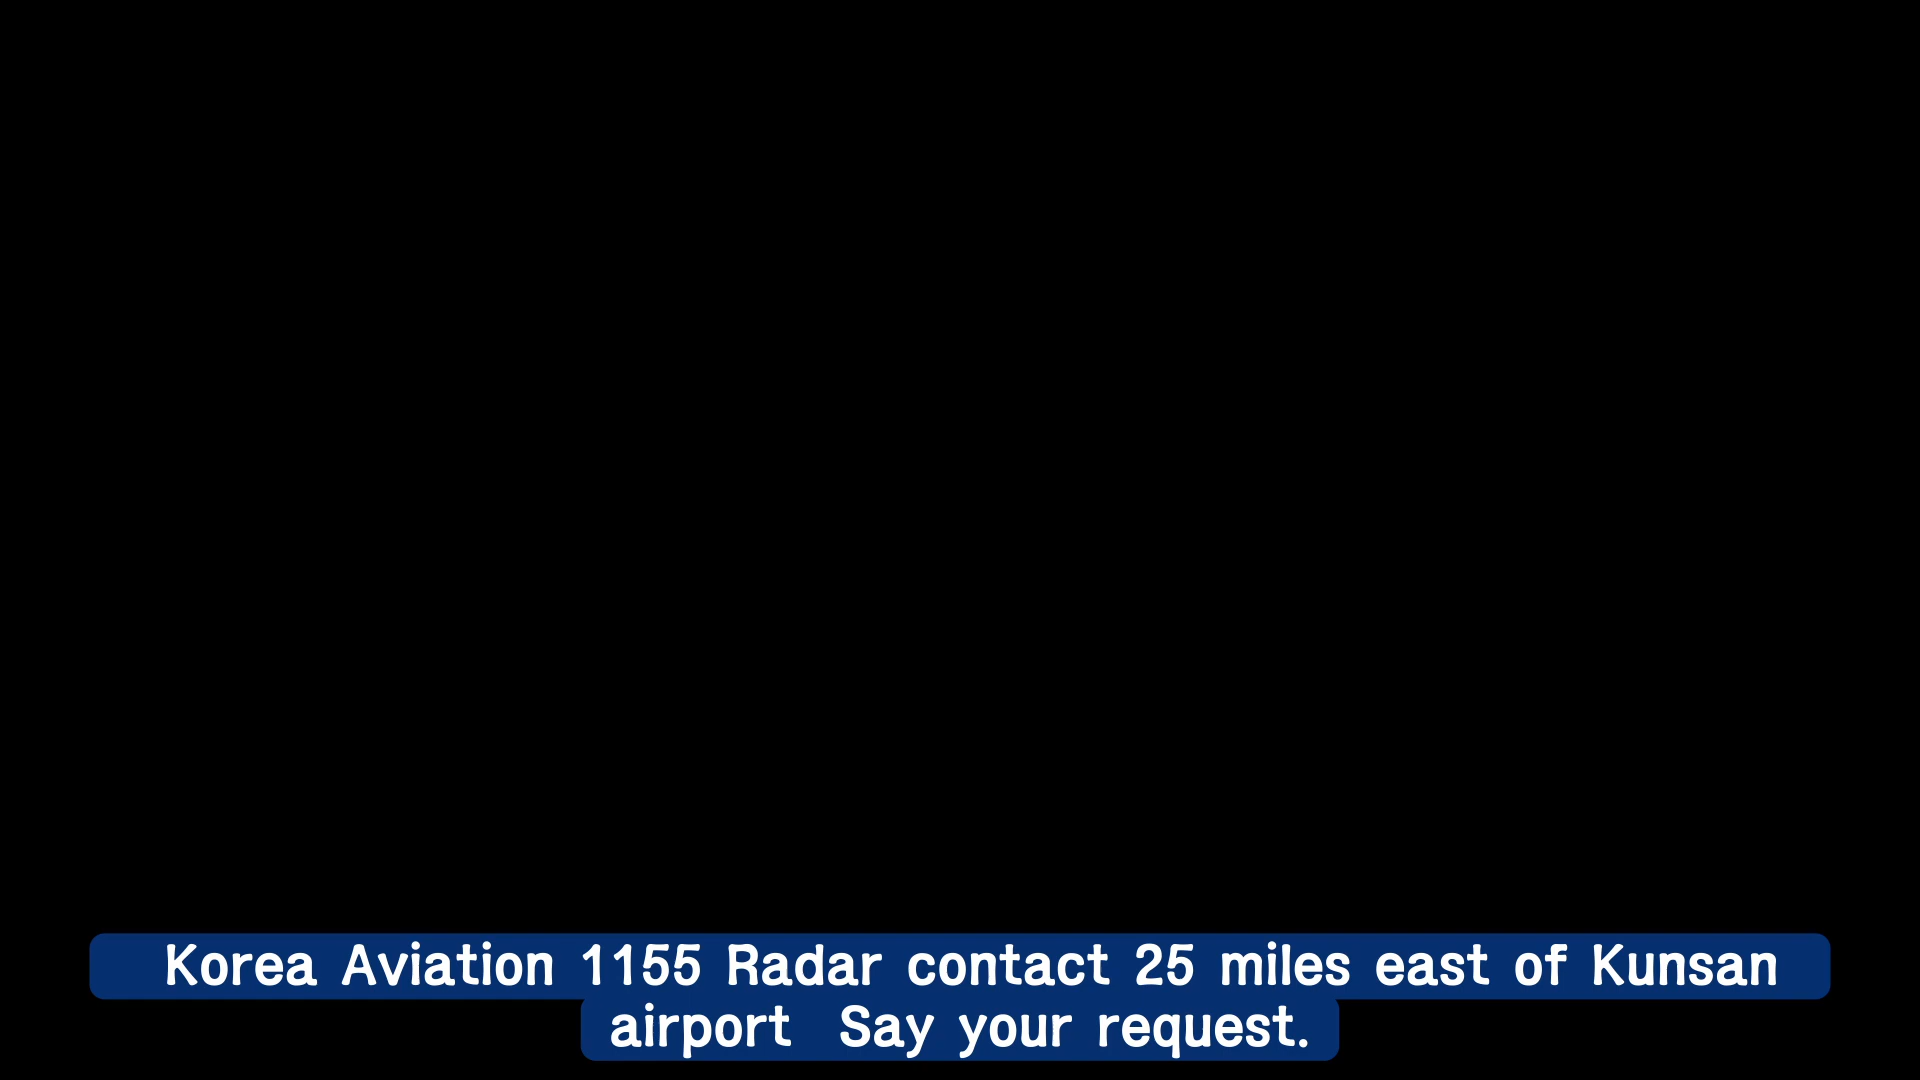 Korea Aviation 1155 Radar contact 25 miles east of Kunsan
airport  Say your request.